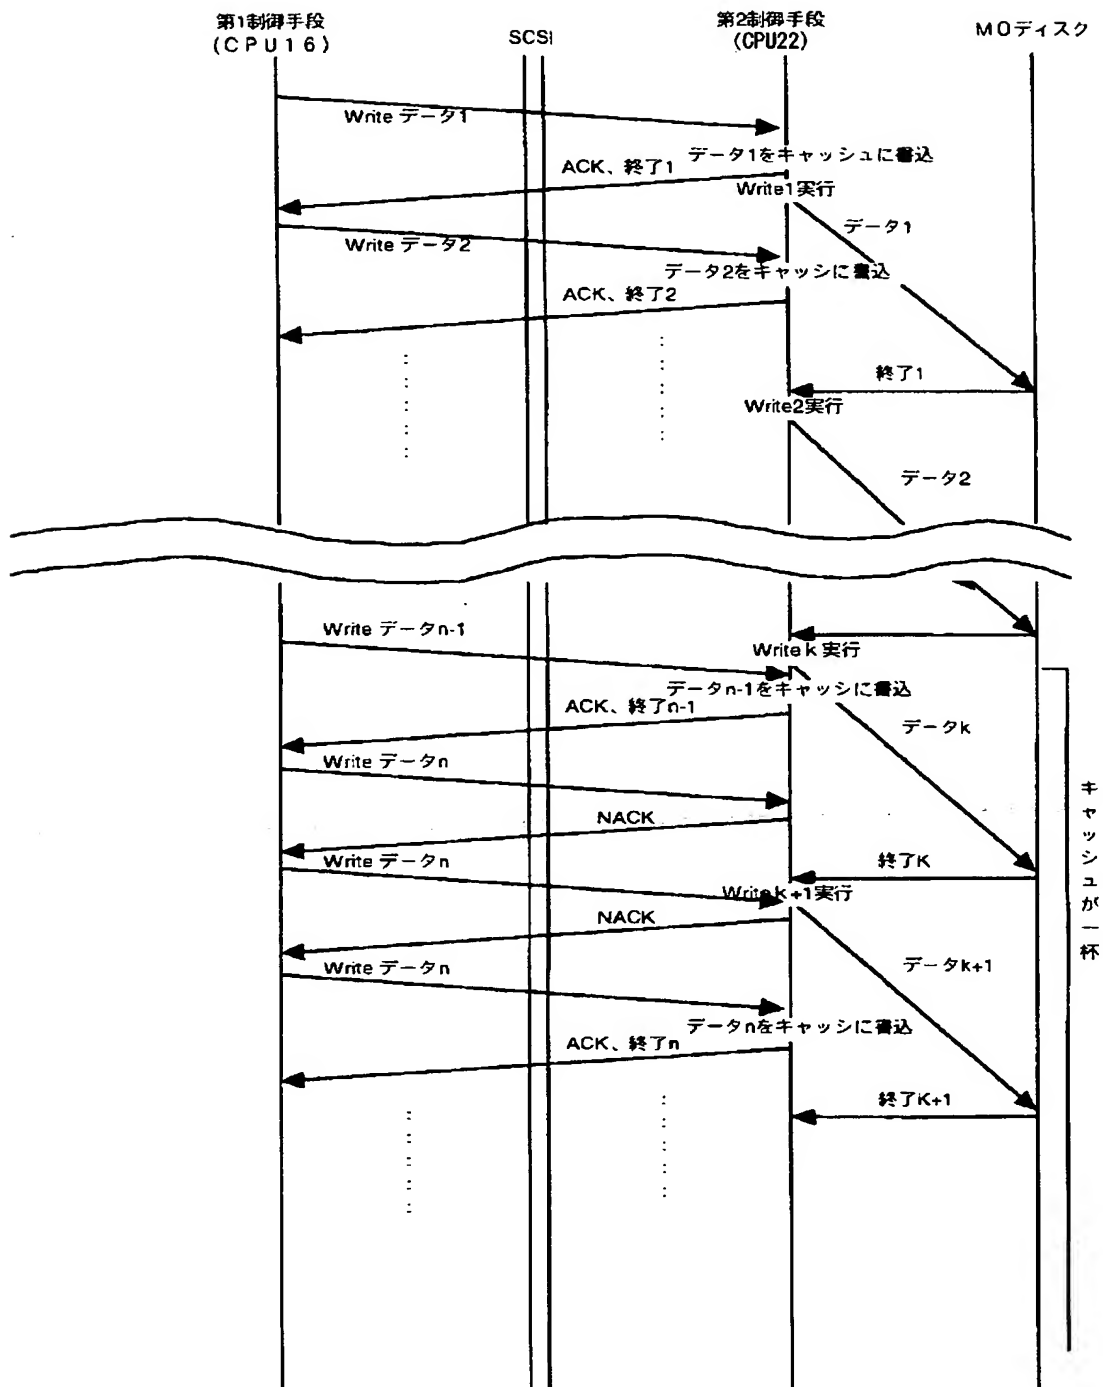 第1制御手段
(CPU16)
SCSI
第2制御手段
(CPU22)
MOディスク
Write データ1
データ1をキャッシュに書込
ACK、終了1
Write1実行
データ1
Write データ2
データ2をキャッシに書込
ACK、終了2
終了1
Write2実行
データ2
Write データn-1
Write k 実行
データn-1をキャッシに書込
ACK、終了n-1
データk
Write データn
NACK
Write データn
終了K
Write k+1実行
NACK
データk+1
Write データn
データnをキャッシに書込
ACK、終了n
終了K+1
キャッシュが一杯